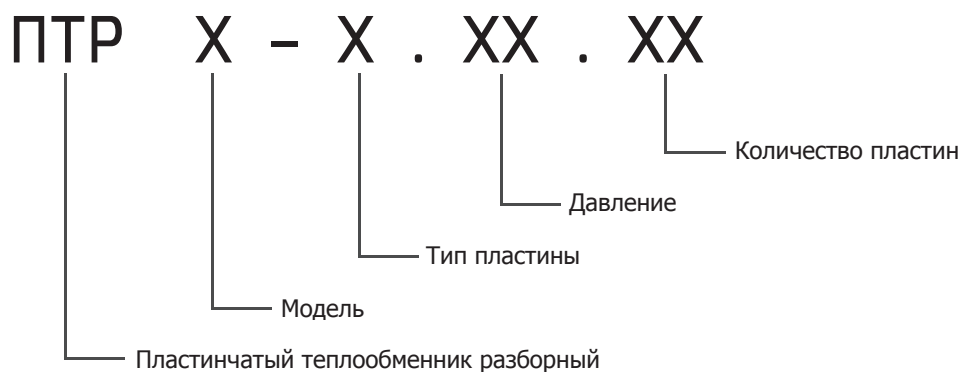 ПТР Х – Х . ХХ . ХХ
Количество пластин
Давление
Тип пластины
Модель
Пластинчатый теплообменник разборный